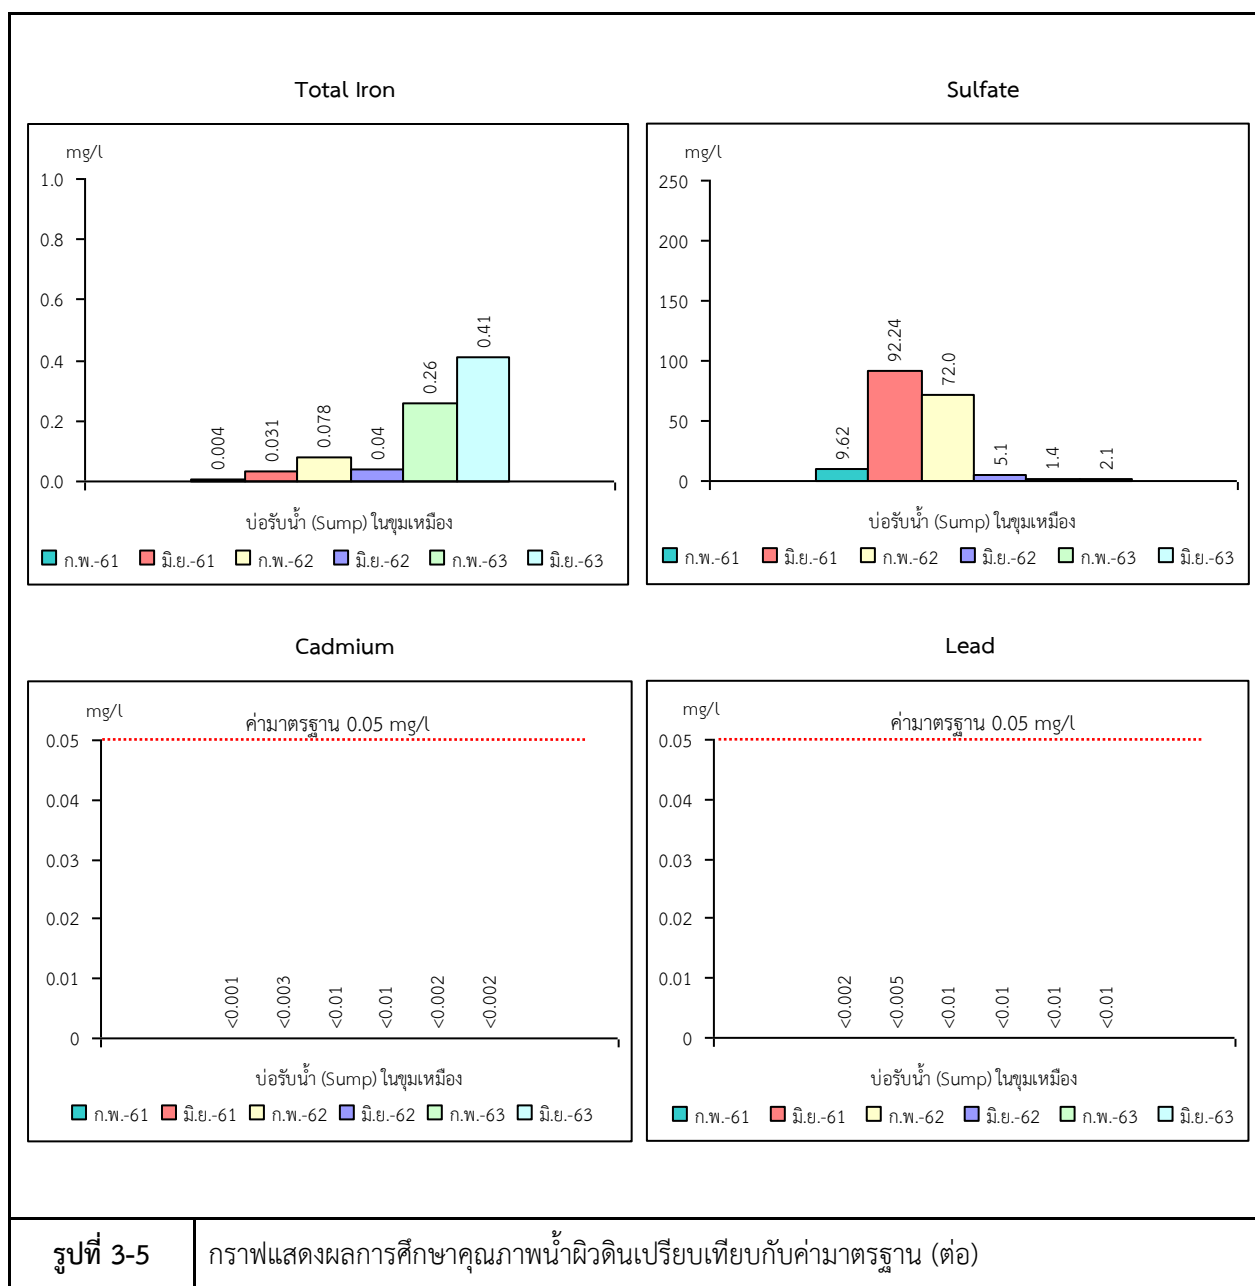 Total Iron
mg/l
1.0
0.8
0.6
0.4
0.2
0.0
0.004
0.031
0.078
0.04
0.26
0.41
บ่อรับน้ำ (Sump) ในขุมเหมือง
ก.พ.-61 มิ.ย.-61 ก.พ.-62 มิ.ย.-62 ก.พ.-63 มิ.ย.-63
Sulfate
mg/l
250
200
150
100
50
0
9.62
92.24
72.0
5.1
1.4
2.1
บ่อรับน้ำ (Sump) ในขุมเหมือง
ก.พ.-61 มิ.ย.-61 ก.พ.-62 มิ.ย.-62 ก.พ.-63 มิ.ย.-63
Cadmium
mg/l
ค่ามาตรฐาน 0.05 mg/l
0.05
0.04
0.03
0.02
0.01
0
<0.001
<0.003
<0.01
<0.01
<0.002
<0.002
บ่อรับน้ำ (Sump) ในขุมเหมือง
ก.พ.-61 มิ.ย.-61 ก.พ.-62 มิ.ย.-62 ก.พ.-63 มิ.ย.-63
Lead
mg/l
ค่ามาตรฐาน 0.05 mg/l
0.05
0.04
0.03
0.02
0.01
0
<0.002
<0.005
<0.01
<0.01
<0.01
<0.01
บ่อรับน้ำ (Sump) ในขุมเหมือง
ก.พ.-61 มิ.ย.-61 ก.พ.-62 มิ.ย.-62 ก.พ.-63 มิ.ย.-63
รูปที่ 3-5 กราฟแสดงผลการศึกษาคุณภาพน้ำผิวดินเปรียบเทียบกับค่ามาตรฐาน (ต่อ)